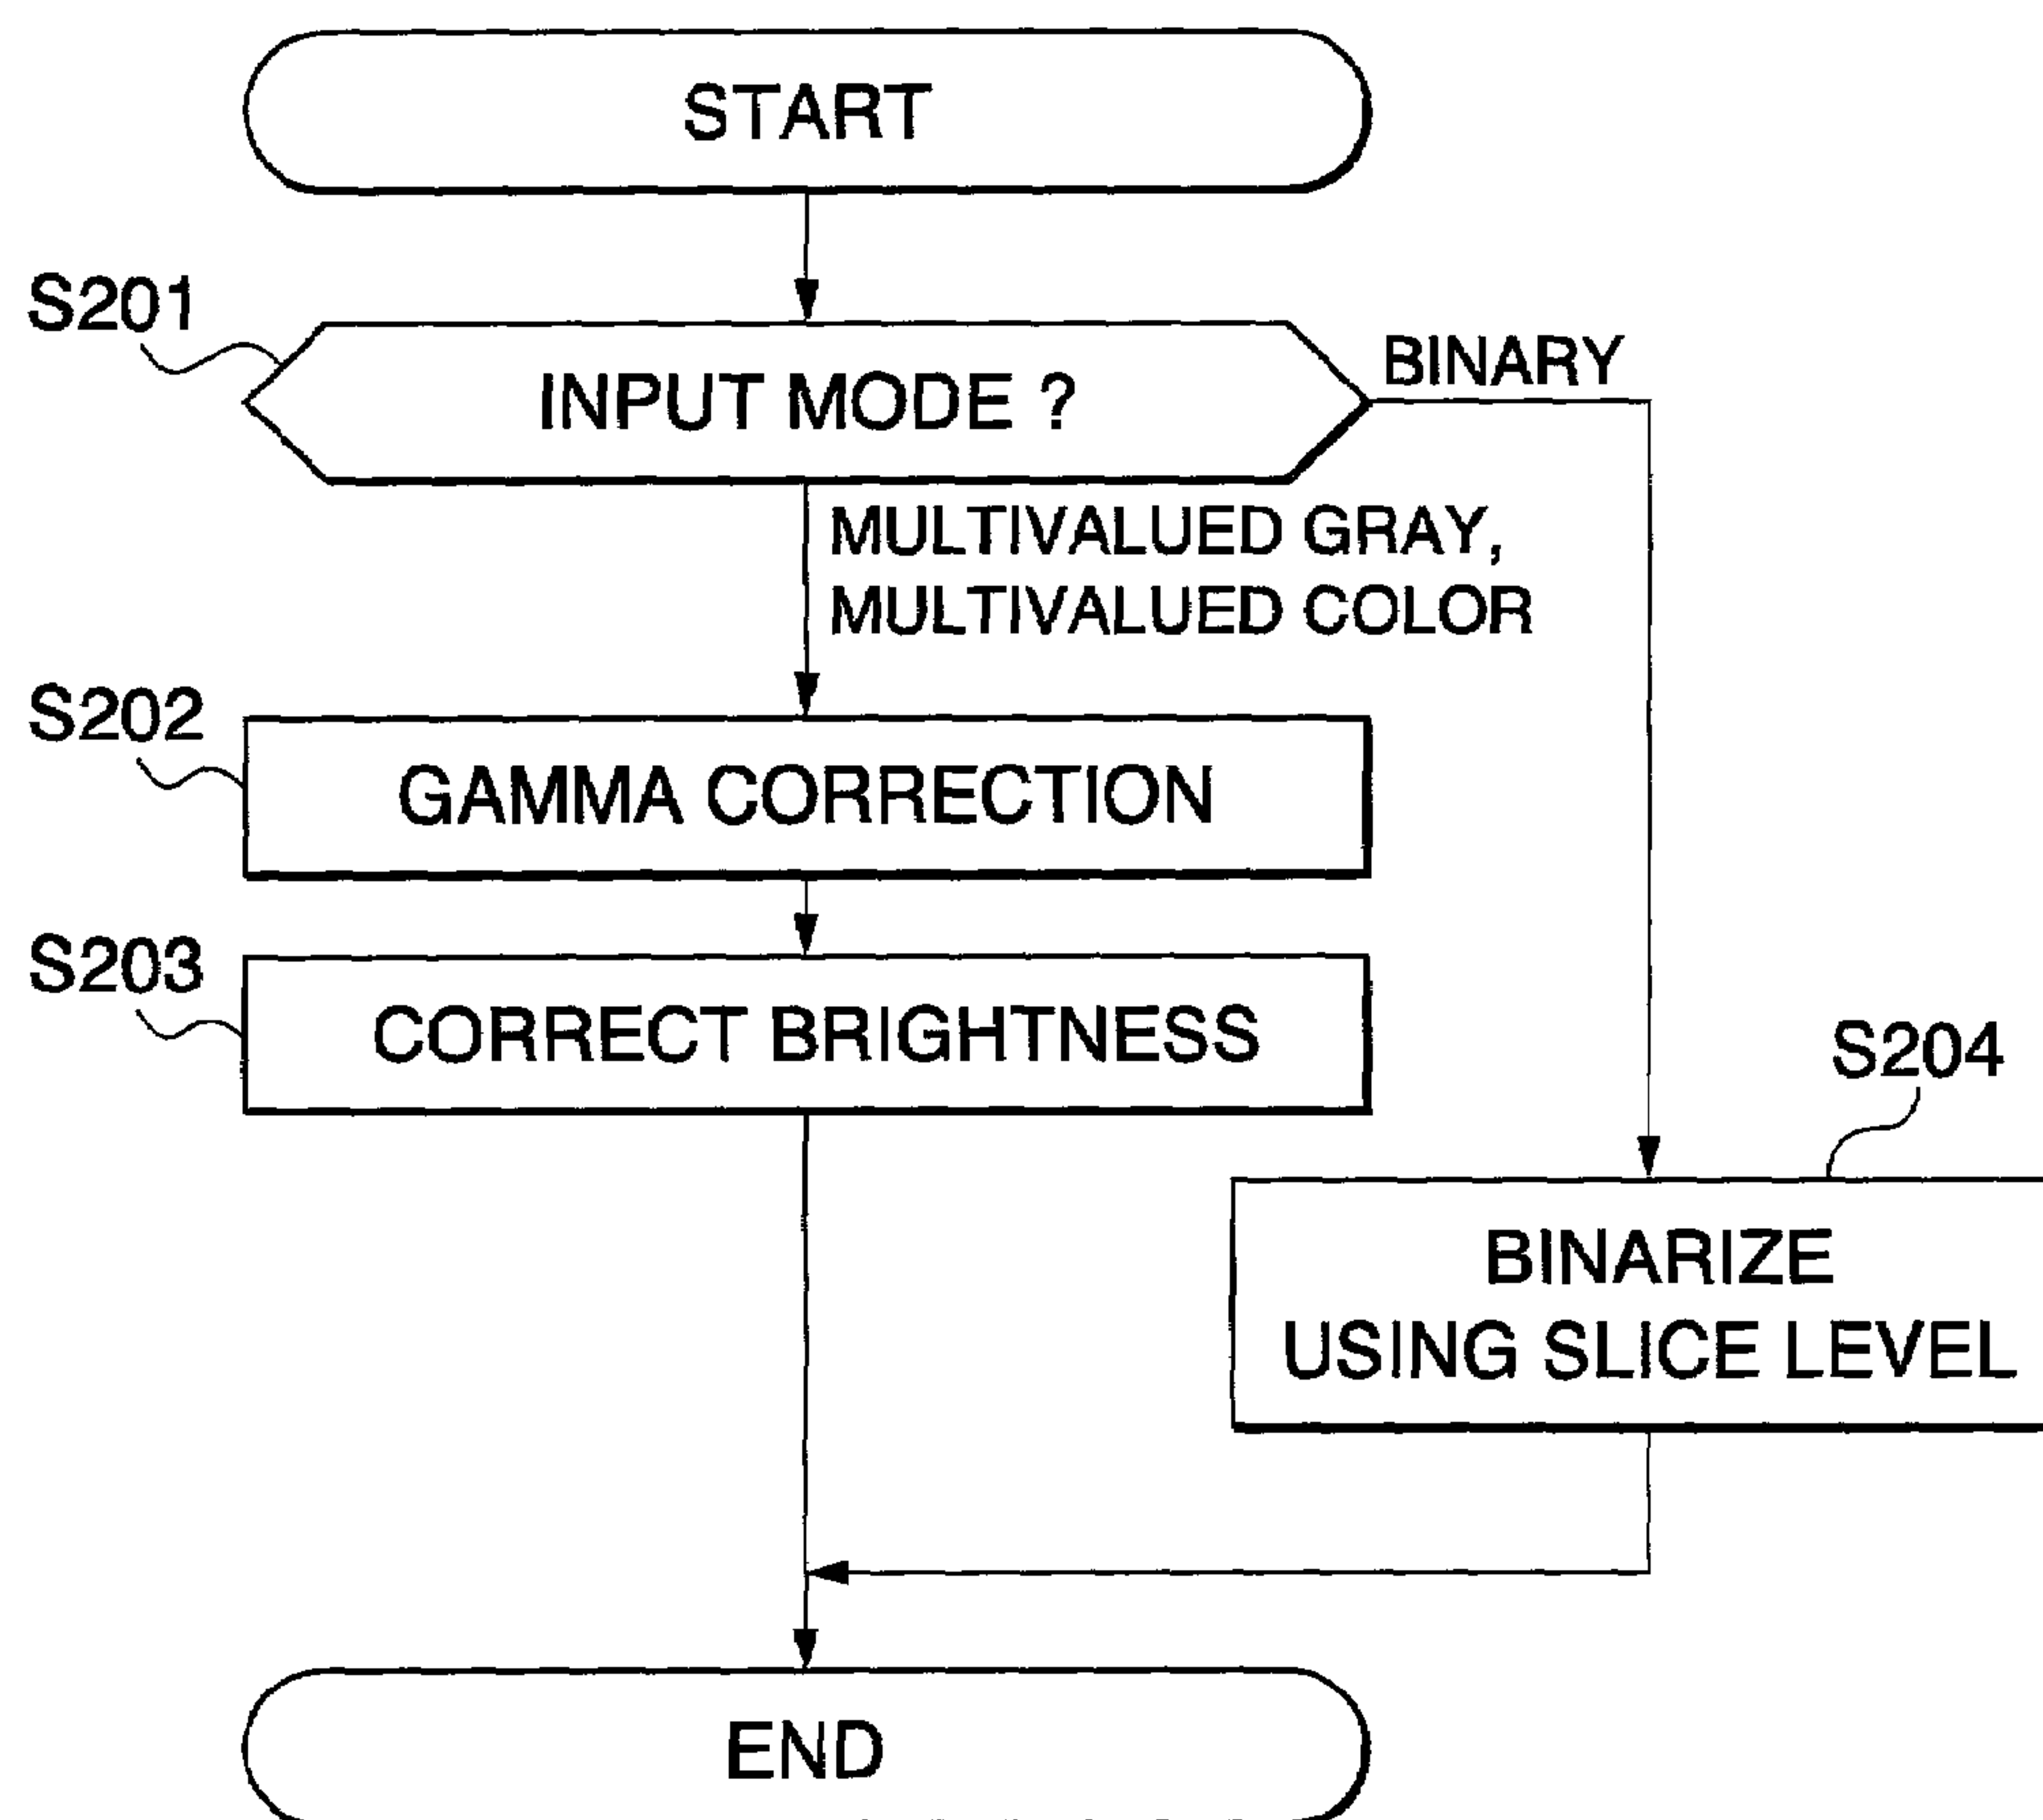 START
S201
INPUT MODE ?
BINARY
MULTIVALUED GRAY,
MULTIVALUED COLOR
S202
GAMMA CORRECTION
S203
CORRECT BRIGHTNESS
S204
BINARIZE
USING SLICE LEVEL
END